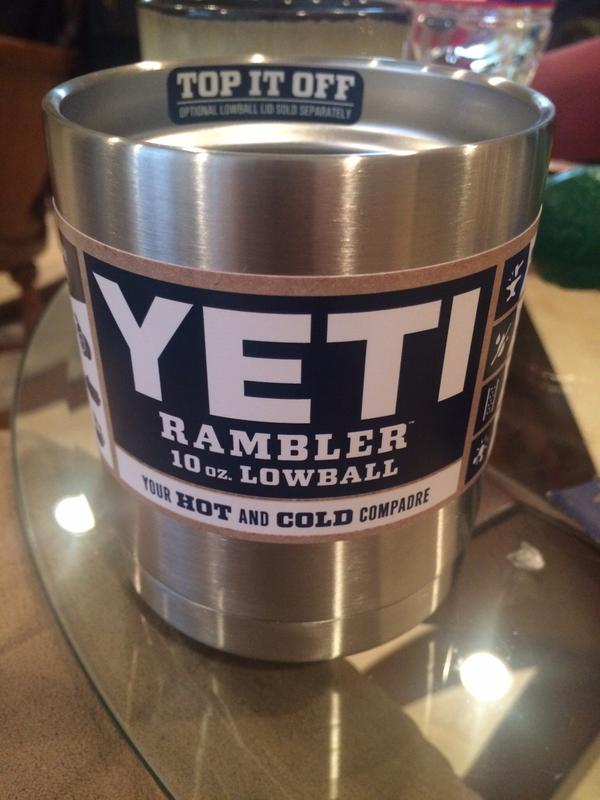 TOP IT OFF
OPTIONAL LOWBALL LID SOLD SEPARATELY
YETI
RAMBLER™
10 oz. LOWBALL
YOUR HOT AND COLD COMPADRE